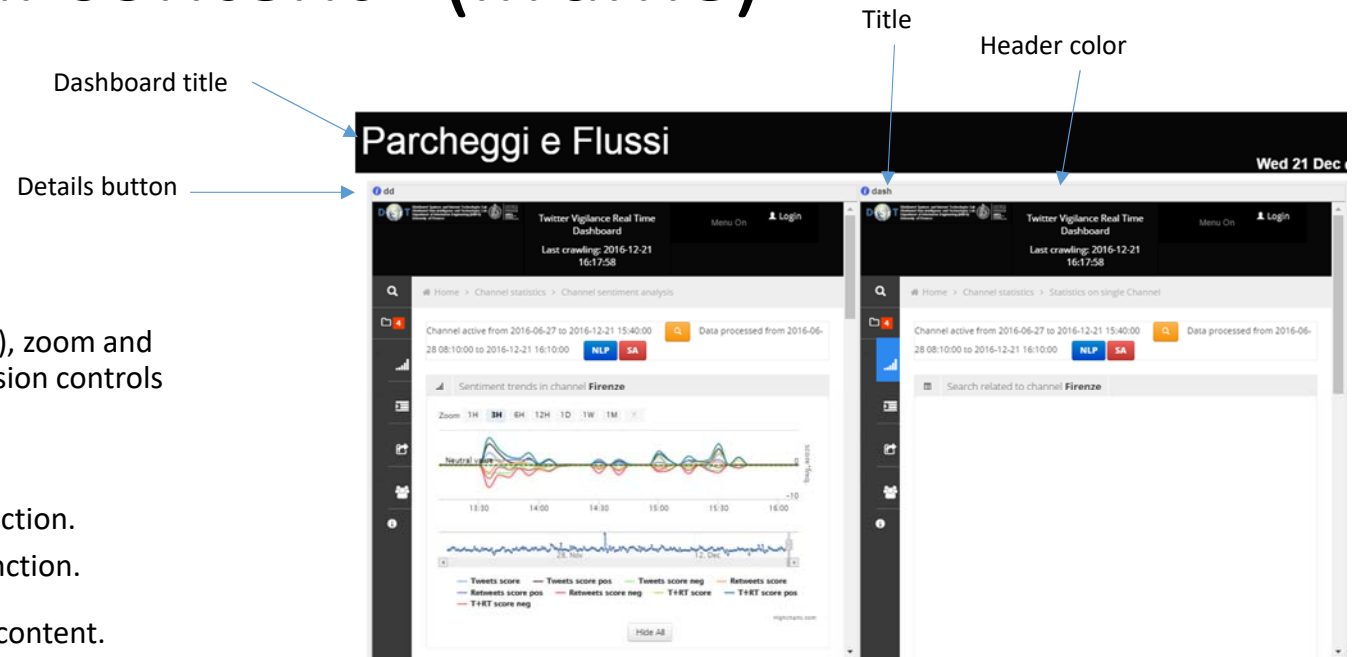 Title
Header color
Dashboard title
Parcheggi e Flussi
Wed 21 Dec
Details button
dd
dash
Twitter Vigilance Real Time
Dashboard
Last crawling: 2016-12-21
16:17:58
Menu On
Login
Twitter Vigilance Real Time
Dashboard
Last crawling: 2016-12-21
16:17:58
Menu On
Login
Home > Channel statistics > Channel sentiment analysis
Home > Channel statistics > Statistics on single Channel
4
4
), zoom and
sion controls
Channel active from 2016-06-27 to 2016-12-21 15:40:00 Data processed from 2016-06-
28 08:10:00 to 2016-12-21 16:10:00 NLP SA
Channel active from 2016-06-27 to 2016-12-21 15:40:00 Data processed from 2016-06-
28 08:10:00 to 2016-12-21 16:10:00 NLP SA
Sentiment trends in channel Firenze
Search related to channel Firenze
Zoom 1H 3H 6H 12H 1D 1W 1M
Neutral value
0
-10
13:30 14:00 14:30 15:00 15:30 16:00
ction.
nction.
content.
28. Nov 12. Dec
Tweets score Tweets score pos Tweets score neg Retweets score
Retweets score pos Retweets score neg T+RT score T+RT score pos
T+RT score neg
Highcharts.com
Hide All